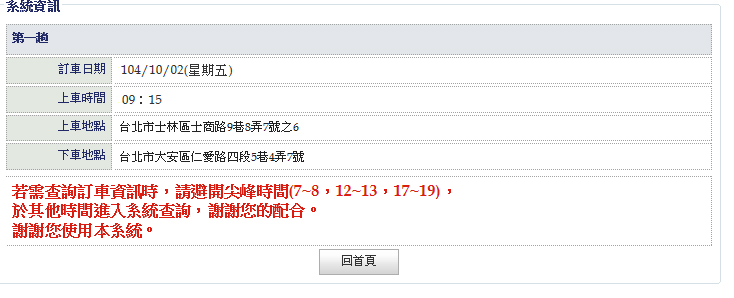 系統資訊
第一趟
訂車日期 104/10/02(星期五)
上車時間 09：15
上車地點 台北市士林區士商路9巷8弄7號之6
下車地點 台北市大安區仁愛路四段5巷4弄7號
若需查詢訂車資訊時，請避開尖峰時間(7~8，12~13，17~19)，
於其他時間進入系統查詢，謝謝您的配合。
謝謝您使用本系統。
回首頁